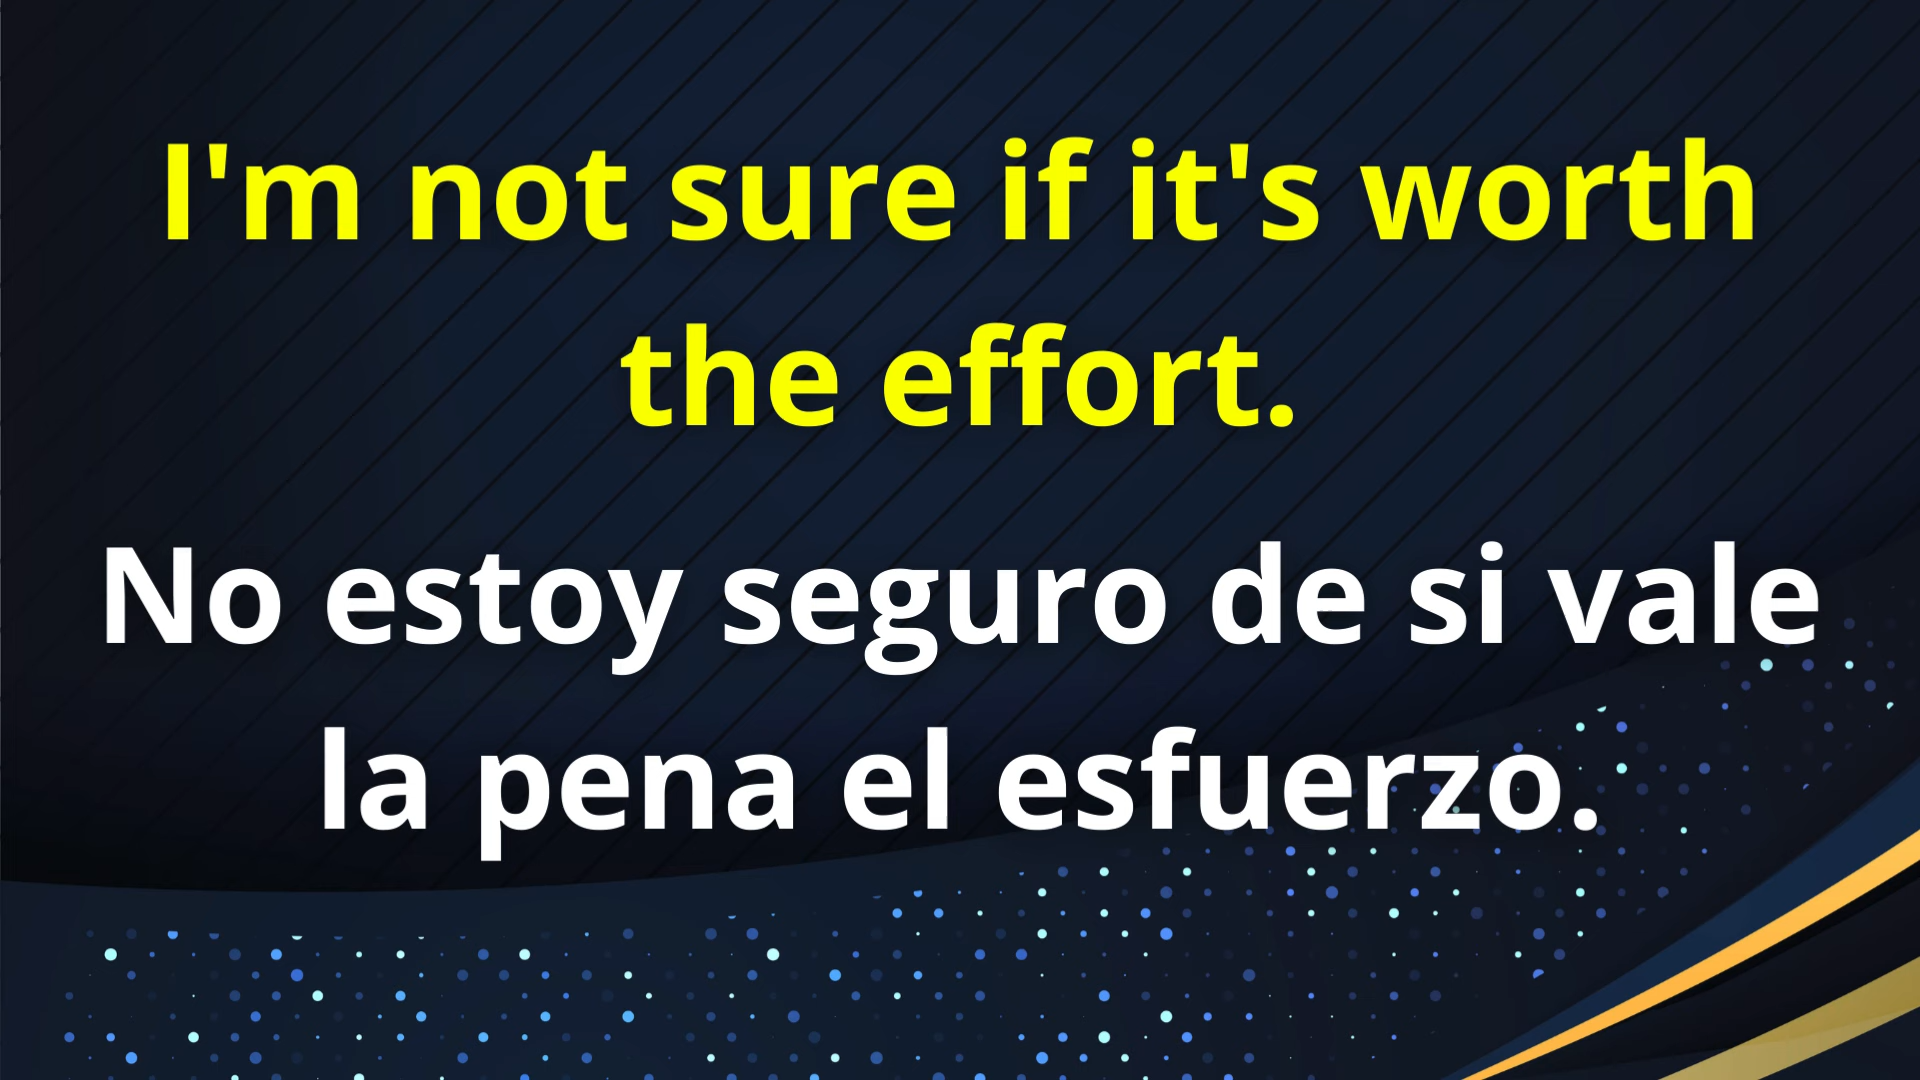 I'm not sure if it's worth
the effort.
No estoy seguro de si vale
la pena el esfuerzo.